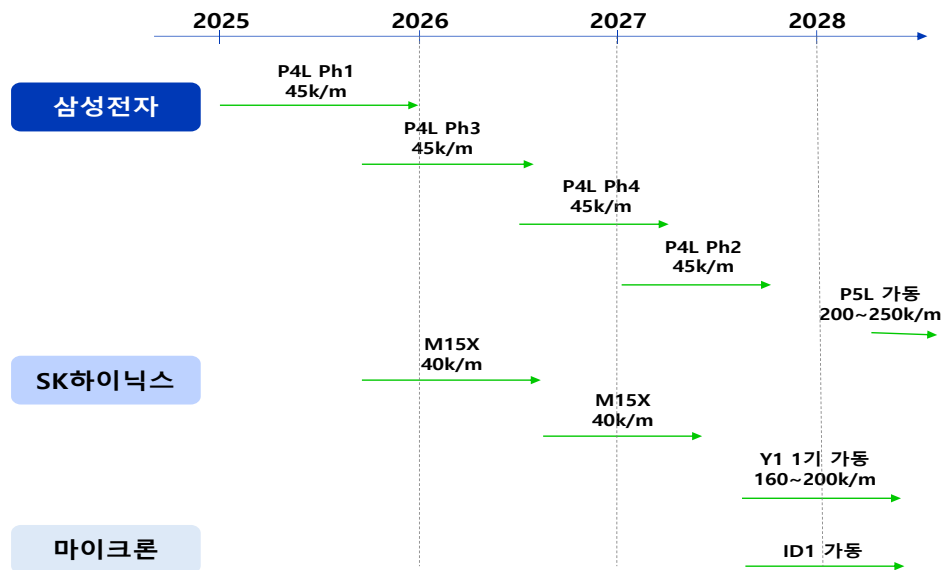 2025
2026
2027
2028
삼성전자
P4L Ph1
45k/m
P4L Ph3
45k/m
P4L Ph4
45k/m
P4L Ph2
45k/m
P5L 가동
200~250k/m
SK하이닉스
M15X
40k/m
M15X
40k/m
Y1 1기 가동
160~200k/m
마이크론
ID1 가동